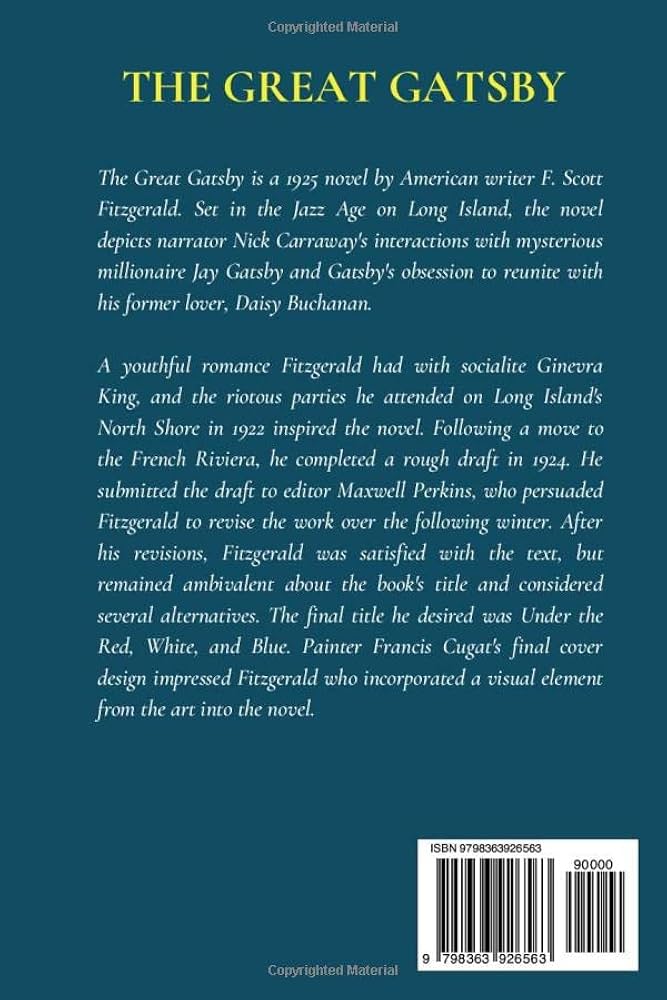 Copyrighted Material
THE GREAT GATSBY
The Great Gatsby is a 1925 novel by American writer F. Scott
Fitzgerald. Set in the Jazz Age on Long Island, the novel
depicts narrator Nick Carraway's interactions with mysterious
millionaire Jay Gatsby and Gatsby's obsession to reunite with
his former lover, Daisy Buchanan.
A youthful romance Fitzgerald had with socialite Ginevra
King, and the riotous parties he attended on Long Island's
North Shore in 1922 inspired the novel. Following a move to
the French Riviera, he completed a rough draft in 1924. He
submitted the draft to editor Maxwell Perkins, who persuaded
Fitzgerald to revise the work over the following winter. After
his revisions, Fitzgerald was satisfied with the text, but
remained ambivalent about the book's title and considered
several alternatives. The final title he desired was Under the
Red, White, and Blue. Painter Francis Cugat's final cover
design impressed Fitzgerald who incorporated a visual element
from the art into the novel.
ISBN 9798363926563
90000
9 798363 926563
Copyrighted Material